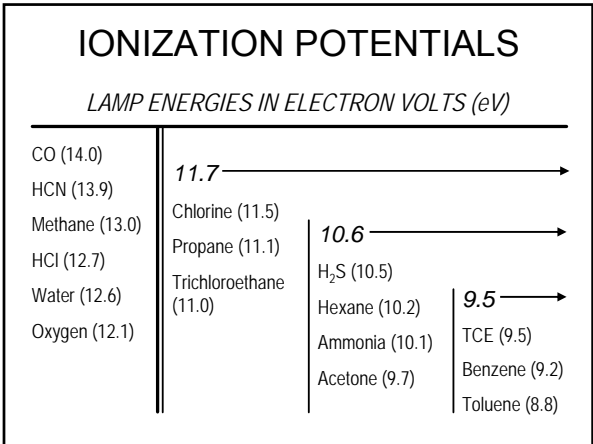 IONIZATION POTENTIALS
LAMP ENERGIES IN ELECTRON VOLTS (eV)
CO (14.0)
HCN (13.9)
Methane (13.0)
HCl (12.7)
Water (12.6)
Oxygen (12.1)
11.7
Chlorine (11.5)
Propane (11.1)
Trichloroethane
(11.0)
10.6
H₂S (10.5)
Hexane (10.2)
Ammonia (10.1)
Acetone (9.7)
9.5
TCE (9.5)
Benzene (9.2)
Toluene (8.8)